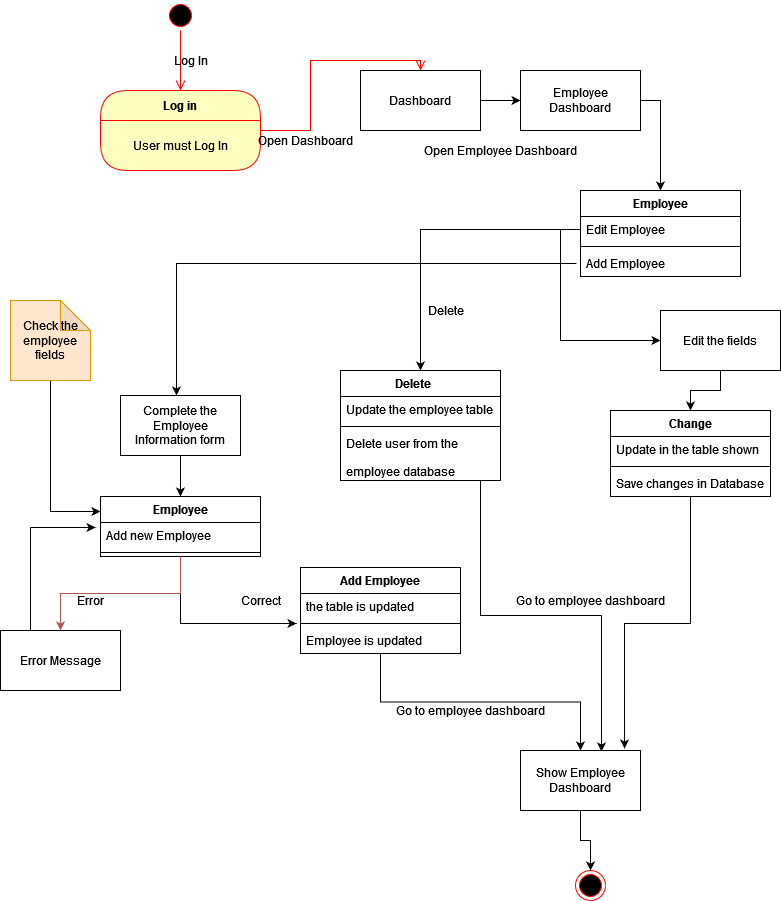 Log In
Log in
User must Log In
Open Dashboard
Dashboard
Employee
Dashboard
Open Employee Dashboard
Employee
Edit Employee
Add Employee
Delete
Check the
employee
fields
Edit the fields
Complete the
Employee
Information form
Delete
Update the employee table
Delete user from the
employee database
Change
Update in the table shown
Save changes in Database
Employee
Add new Employee
Error
Correct
Add Employee
the table is updated
Employee is updated
Go to employee dashboard
Error Message
Go to employee dashboard
Show Employee
Dashboard